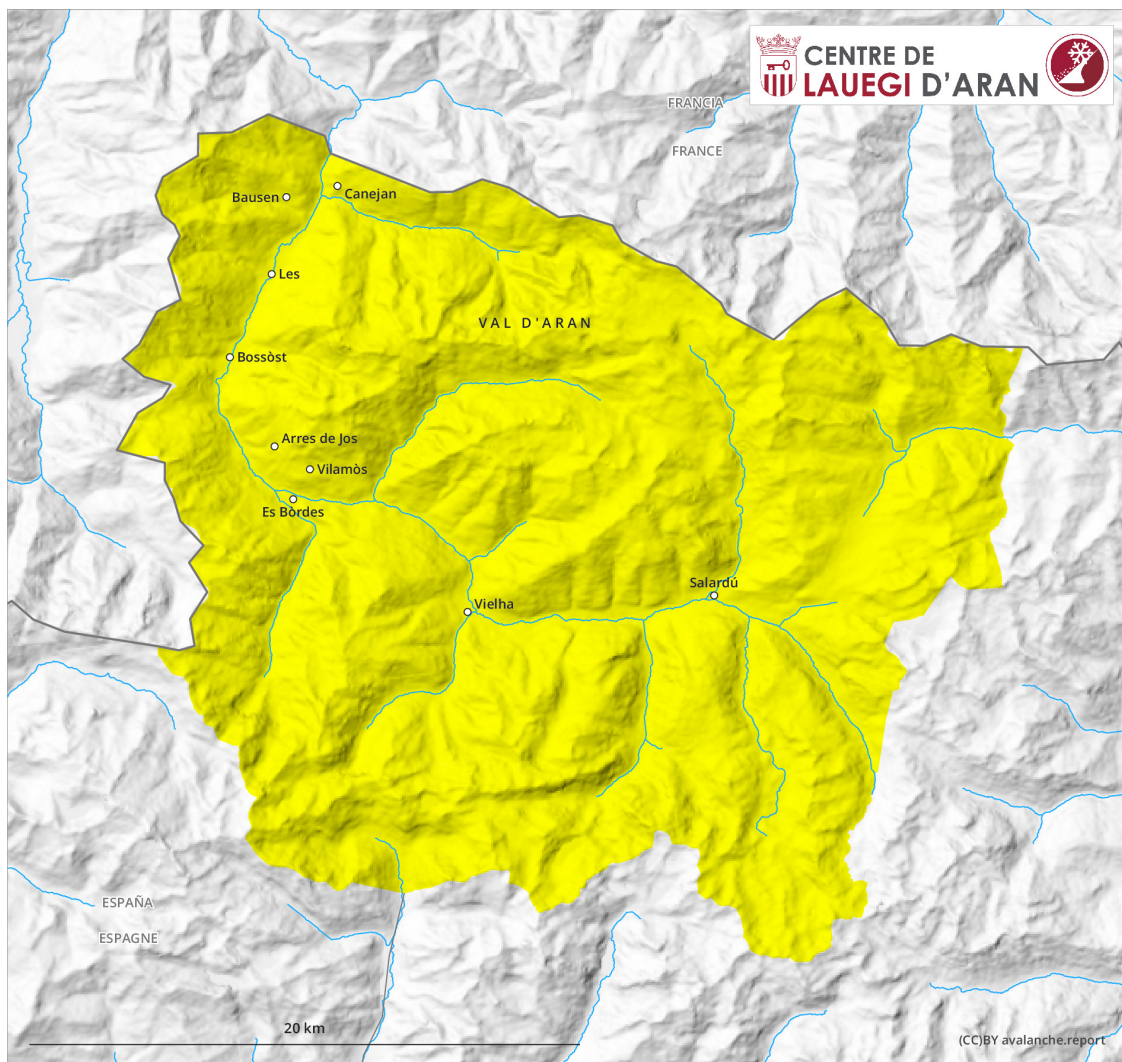 CENTRE DE
LAUEGI D'ARAN
FRANCIA
FRANCE
Bausen
Canejan
Les
VAL D'ARAN
Bossòst
Arres de Jos
Vilamòs
Es Bòrdes
Salardú
Vielha
ESPAÑA
ESPAGNE
20 km
(CC)BY avalanche.report